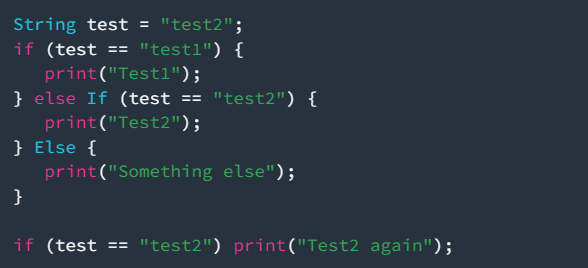 String test = "test2";
if (test == "test1") {
   print("Test1");
} else If (test == "test2") {
   print("Test2");
} Else {
   print("Something else");
}

if (test == "test2") print("Test2 again");